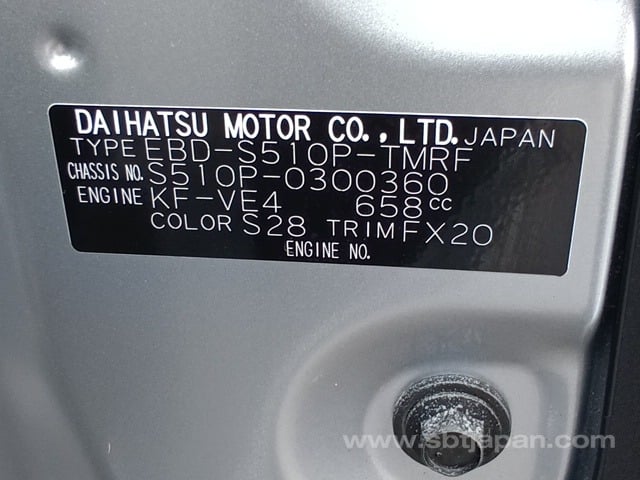 DAIHATSU MOTOR CO., LTD. JAPAN
TYPE EBD-S510P-TMRF
CHASSIS NO. S510P-0300360
ENGINE KF-VE4 658cc
COLOR S28 TRIM FX20
ENGINE NO.
www.sbtjapan.com